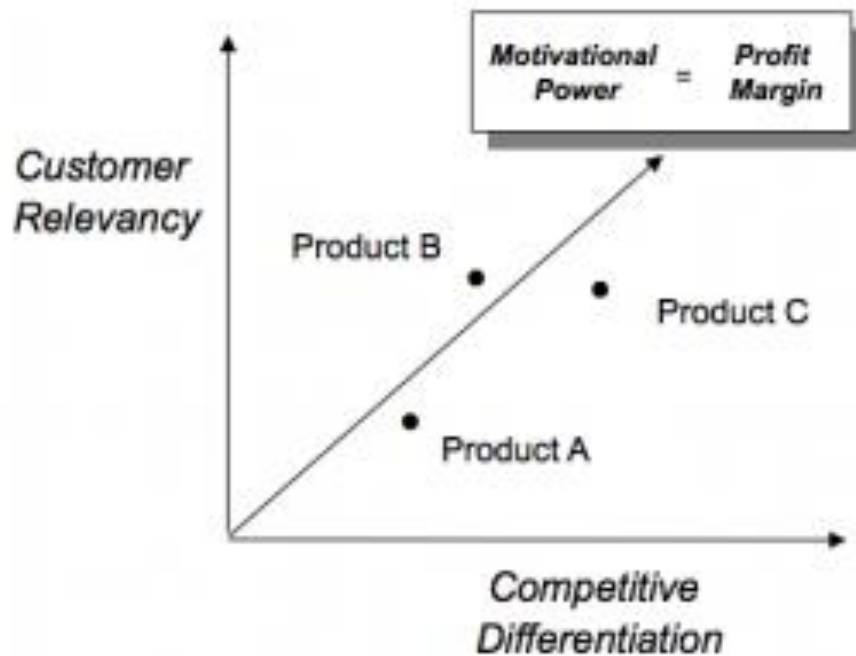 Motivational Power = Profit Margin
Customer
Relevancy
Product B
Product C
Product A
Competitive
Differentiation